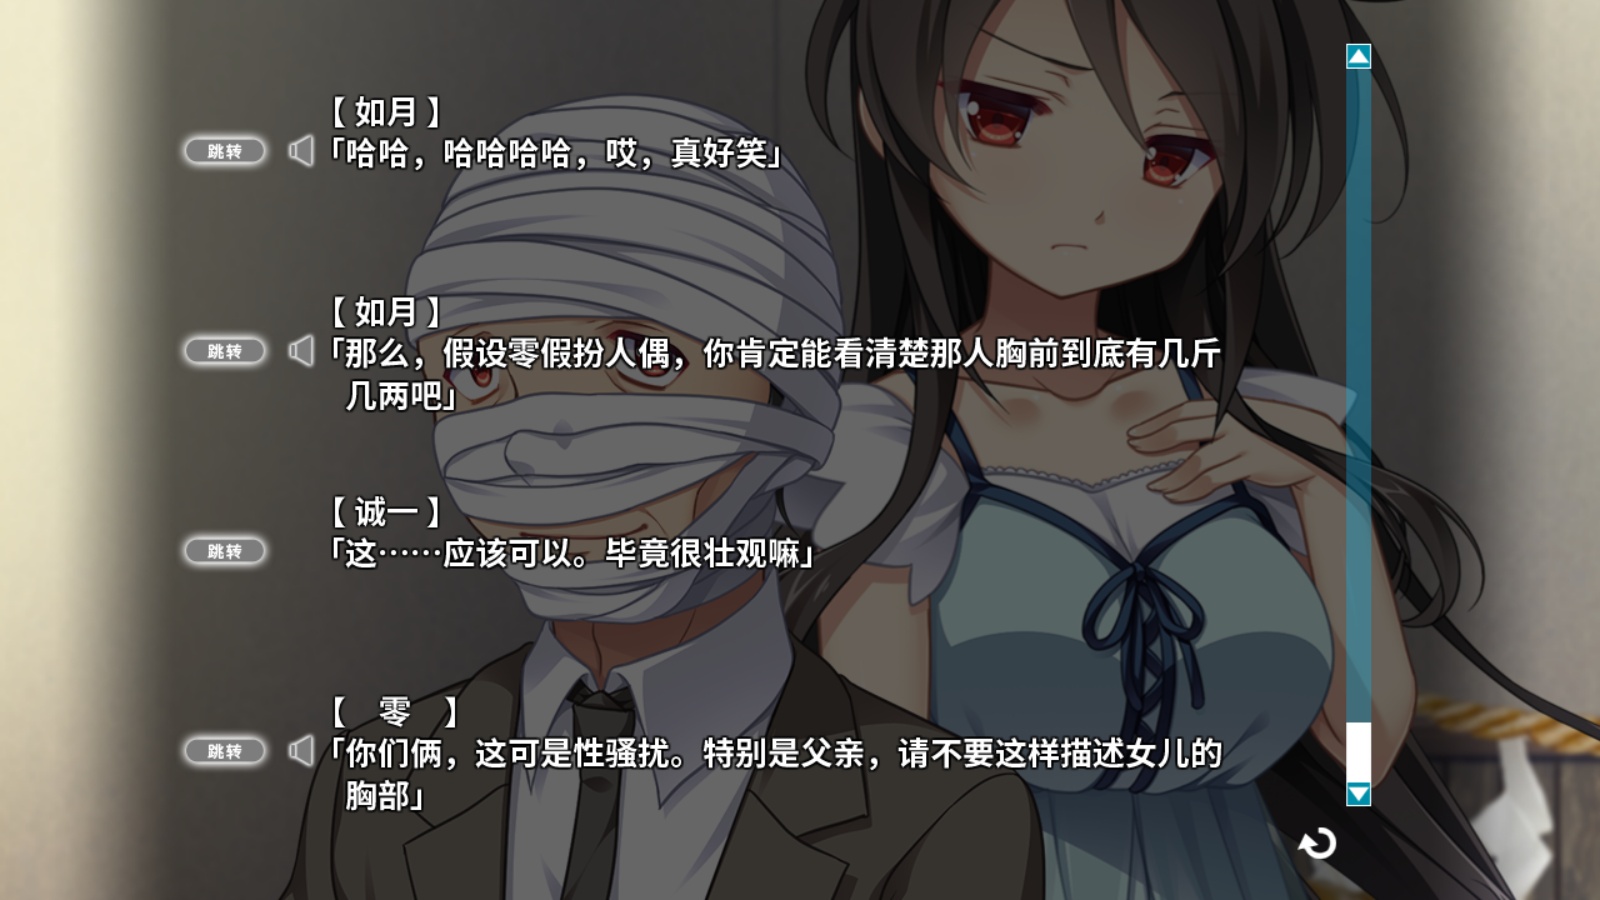 【 如月 】
跳转
「哈哈，哈哈哈哈，哎，真好笑」
【 如月 】
跳转
「那么，假设零假扮人偶，你肯定能看清楚那人胸前到底有几斤
几两吧」
【 诚一 】
跳转
「这……应该可以。毕竟很壮观嘛」
【 零 】
跳转
「你们俩，这可是性骚扰。特别是父亲，请不要这样描述女儿的
胸部」